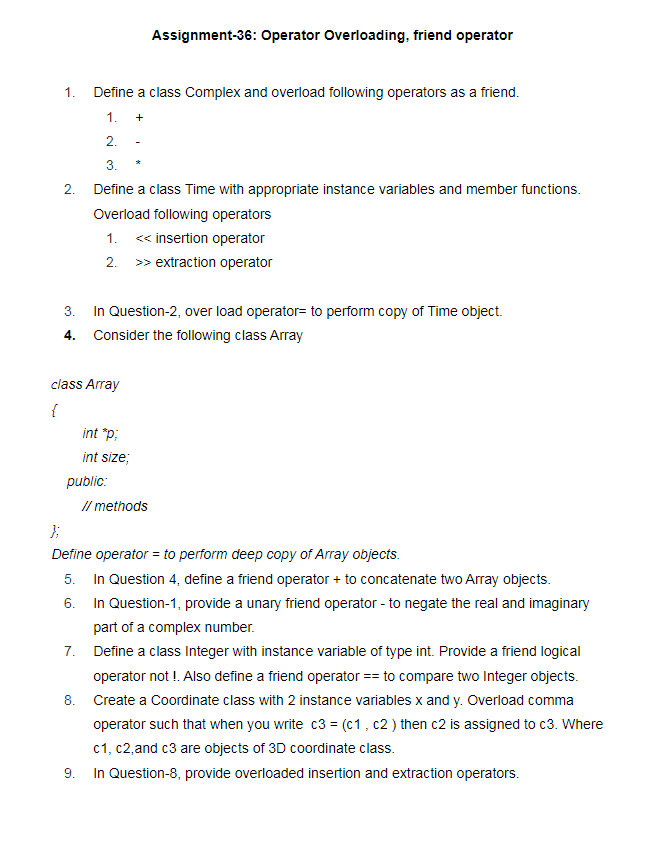 Assignment-36: Operator Overloading, friend operator
1. Define a class Complex and overload following operators as a friend.
1. +
2. -
3. *
2. Define a class Time with appropriate instance variables and member functions.
Overload following operators
1. << insertion operator
2. >> extraction operator
3. In Question-2, over load operator= to perform copy of Time object.
4. Consider the following class Array
class Array
{
int *p;
int size;
public:
// methods
};
Define operator = to perform deep copy of Array objects.
5. In Question 4, define a friend operator + to concatenate two Array objects.
6. In Question-1, provide a unary friend operator - to negate the real and imaginary
part of a complex number.
7. Define a class Integer with instance variable of type int. Provide a friend logical
operator not !. Also define a friend operator == to compare two Integer objects.
8. Create a Coordinate class with 2 instance variables x and y. Overload comma
operator such that when you write c3 = (c1 , c2 ) then c2 is assigned to c3. Where
c1, c2,and c3 are objects of 3D coordinate class.
9. In Question-8, provide overloaded insertion and extraction operators.